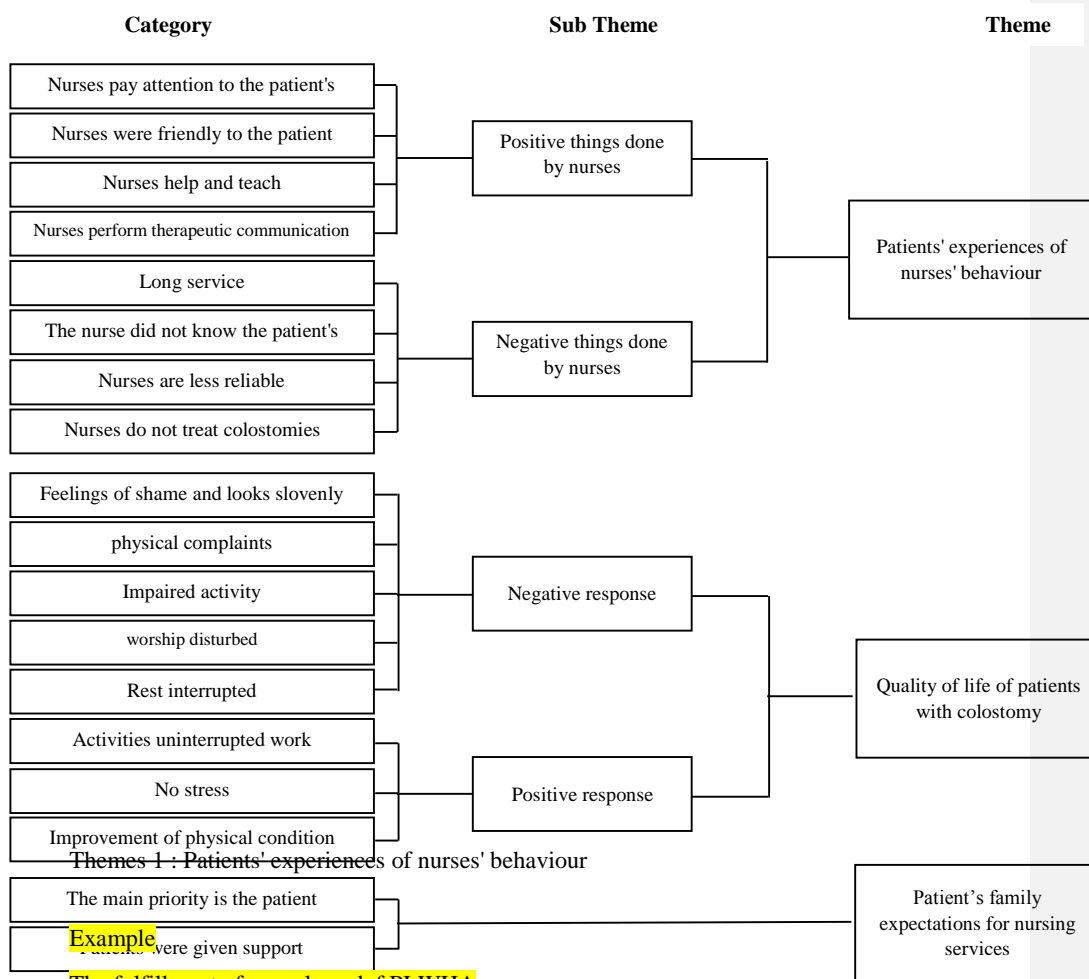 Category
Sub Theme
Theme
Nurses pay attention to the patient's
Nurses were friendly to the patient
Nurses help and teach
Nurses perform therapeutic communication
Positive things done
by nurses
Long service
The nurse did not know the patient's
Nurses are less reliable
Nurses do not treat colostomies
Negative things done
by nurses
Patients' experiences of
nurses' behaviour
Feelings of shame and looks slovenly
physical complaints
Impaired activity
worship disturbed
Rest interrupted
Negative response
Activities uninterrupted work
No stress
Improvement of physical condition
Positive response
Quality of life of patients
with colostomy
Themes 1 : Patients' experiences of nurses' behaviour
The main priority is the patient
were given support
Example
Patient’s family
expectations for nursing
services